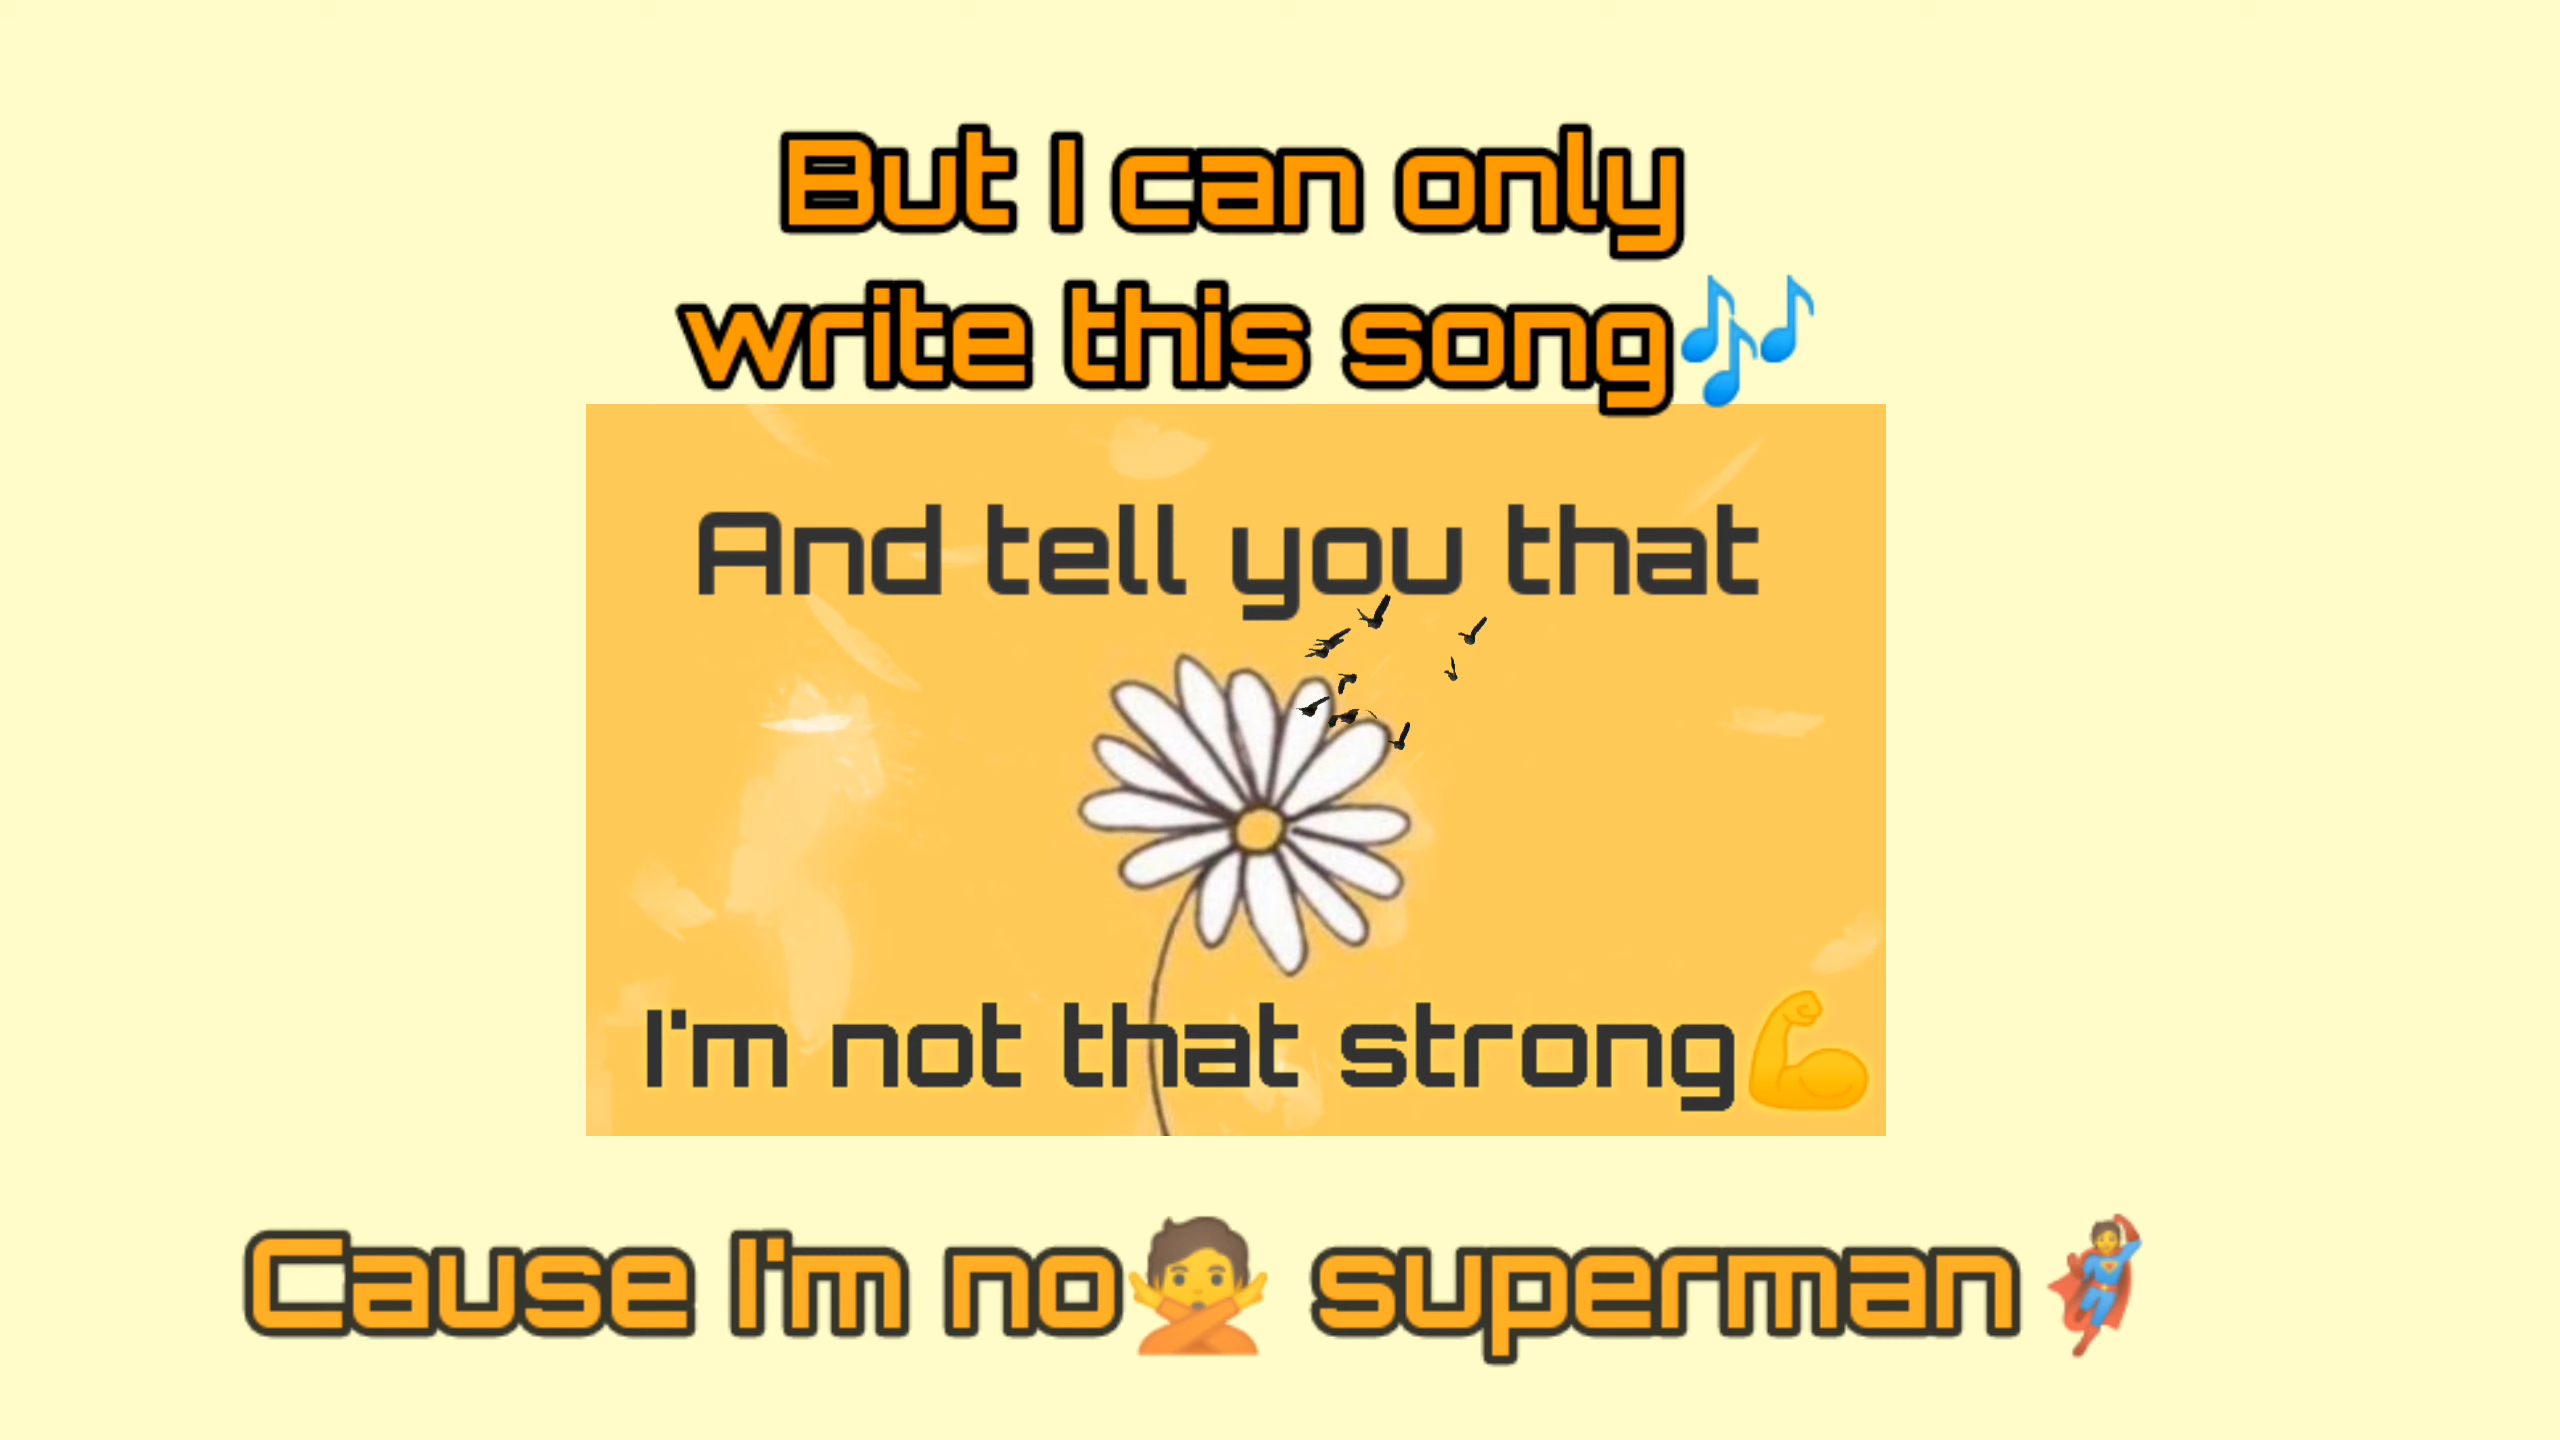 But I can only
write this song🎶
And tell you that
I'm not that strong💪
Cause I'm no🙅 superman🦸